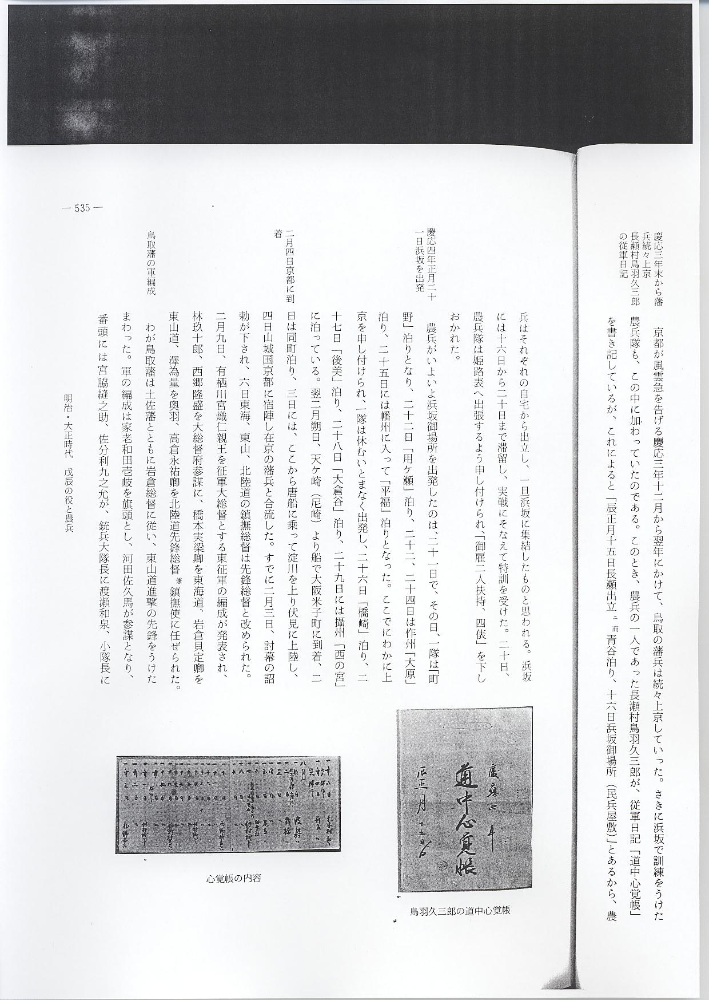 慶応三年末から藩
兵続々上京
長瀬村鳥羽久三郎
の従軍日記
京都が風雲急を告げる慶応三年十二月から翌年にかけて、鳥取の藩兵は続々上京していった。さきに浜坂で訓練をうけた
農兵隊も、この中に加わっていたのである。このとき、農兵の一人であった長瀬村鳥羽久三郎が、従軍日記「道中心覚帳」
を書き記しているが、これによると「辰正月十五日長瀬出立ニ而青谷泊り、十六日浜坂御場所（民兵屋敷）」とあるから、農
兵はそれぞれの自宅から出立し、一旦浜坂に集結したものと思われる。浜坂
には十六日から二十日まで滞留し、実戦にそなえて特訓を受けた。二十日、
農兵隊は姫路表へ出張するよう申し付けられ、「御雇二人扶持、四俵」を下し
おかれた。
慶応四年正月二十
一日浜坂を出発
農兵がいよいよ浜坂御場所を出発したのは、二十一日で、その日、一隊は「町
野」泊りとなり、二十二日「用ケ瀬」泊り、二十二、二十四日は作州「大原」
泊り、二十五日には幡州に入って「平福」泊りとなった。ここでにわかに上
京を申し付けられ、一隊は休むいとまなく出発し、二十六日「橋崎」泊り、二
十七日「後美」泊り、二十八日「大倉谷」泊り、二十九日には攝州「西の宮」
に泊っている。翌二月朔日、天ケ崎（尼崎）より船で大阪米子町に到着、二
二月四日京都に到
着
日は同町泊り、三日には、ここから唐船に乗って淀川を上り伏見に上陸し、
四日山城国京都に宿陣し在京の藩兵と合流した。すでに二月三日、討幕の詔
勅が下され、六日東海、東山、北陸道の鎮撫総督は先鋒総督と改められた。
二月九日、有栖川宮熾仁親王を征軍大総督とする東征軍の編成が発表され、
林玖十郎、西郷隆盛を大総督府参謀に、橋本実梁卿を東海道、岩倉具定卿を
東山道、澤為量を奥羽、高倉永祐卿を北陸道先鋒総督兼鎮撫使に任ぜられた。
鳥取藩の軍編成
わが鳥取藩は土佐藩とともに岩倉総督に従い、東山道進撃の先鋒をうけた
まわった。軍の編成は家老和田壱岐を旗頭とし、河田佐久馬が参謀となり、
番頭には宮脇縫之助、佐分利九之允が、銃兵大隊長に渡瀬和泉、小隊長に
慶應四年
道中心覚帳
辰正月十五日
鳥羽久三郎の道中心覚帳
心覚帳の内容
明治・大正時代　戊辰の役と農兵
— 535 —